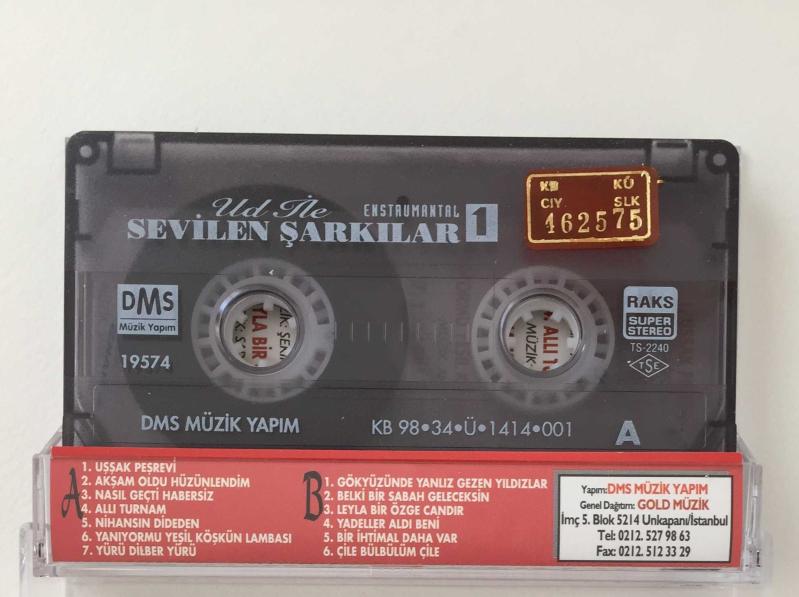 Ud İle
SEVİLEN ŞARKILAR
ENSTRUMANTAL 1
KB KÜ
CIY SLK
462575
DMS
Müzik Yapım
19574
YLA BİR
ALLI
MÜZİK
RAKS
SUPER
STEREO
TS-2240
TSE
DMS MÜZİK YAPIM
KB 98•34•Ü•1414•001
A
A
1. UŞŞAK PEŞREVİ
2. AKŞAM OLDU HÜZÜNLENDİM
3. NASIL GEÇTİ HABERSİZ
4. ALLI TURNAM
5. NİHANSIN DİDEDEN
6. YANIYORMU YEŞİL KÖŞKÜN LAMBASI
7. YÜRÜ DİLBER YÜRÜ
B
1. GÖKYÜZÜNDE YANLIZ GEZEN YILDIZLAR
2. BELKİ BİR SABAH GELECEKSİN
3. LEYLA BİR ÖZGE CANDIR
4. YADELLER ALDI BENİ
5. BİR İHTİMAL DAHA VAR
6. ÇİLE BÜLBÜLÜM ÇİLE
Yapım:DMS MÜZİK YAPIM
Genel Dağıtım: GOLD MÜZİK
İmç 5. Blok 5214 Unkapanı/İstanbul
Tel: 0212. 527 98 63
Fax: 0212. 512 33 29